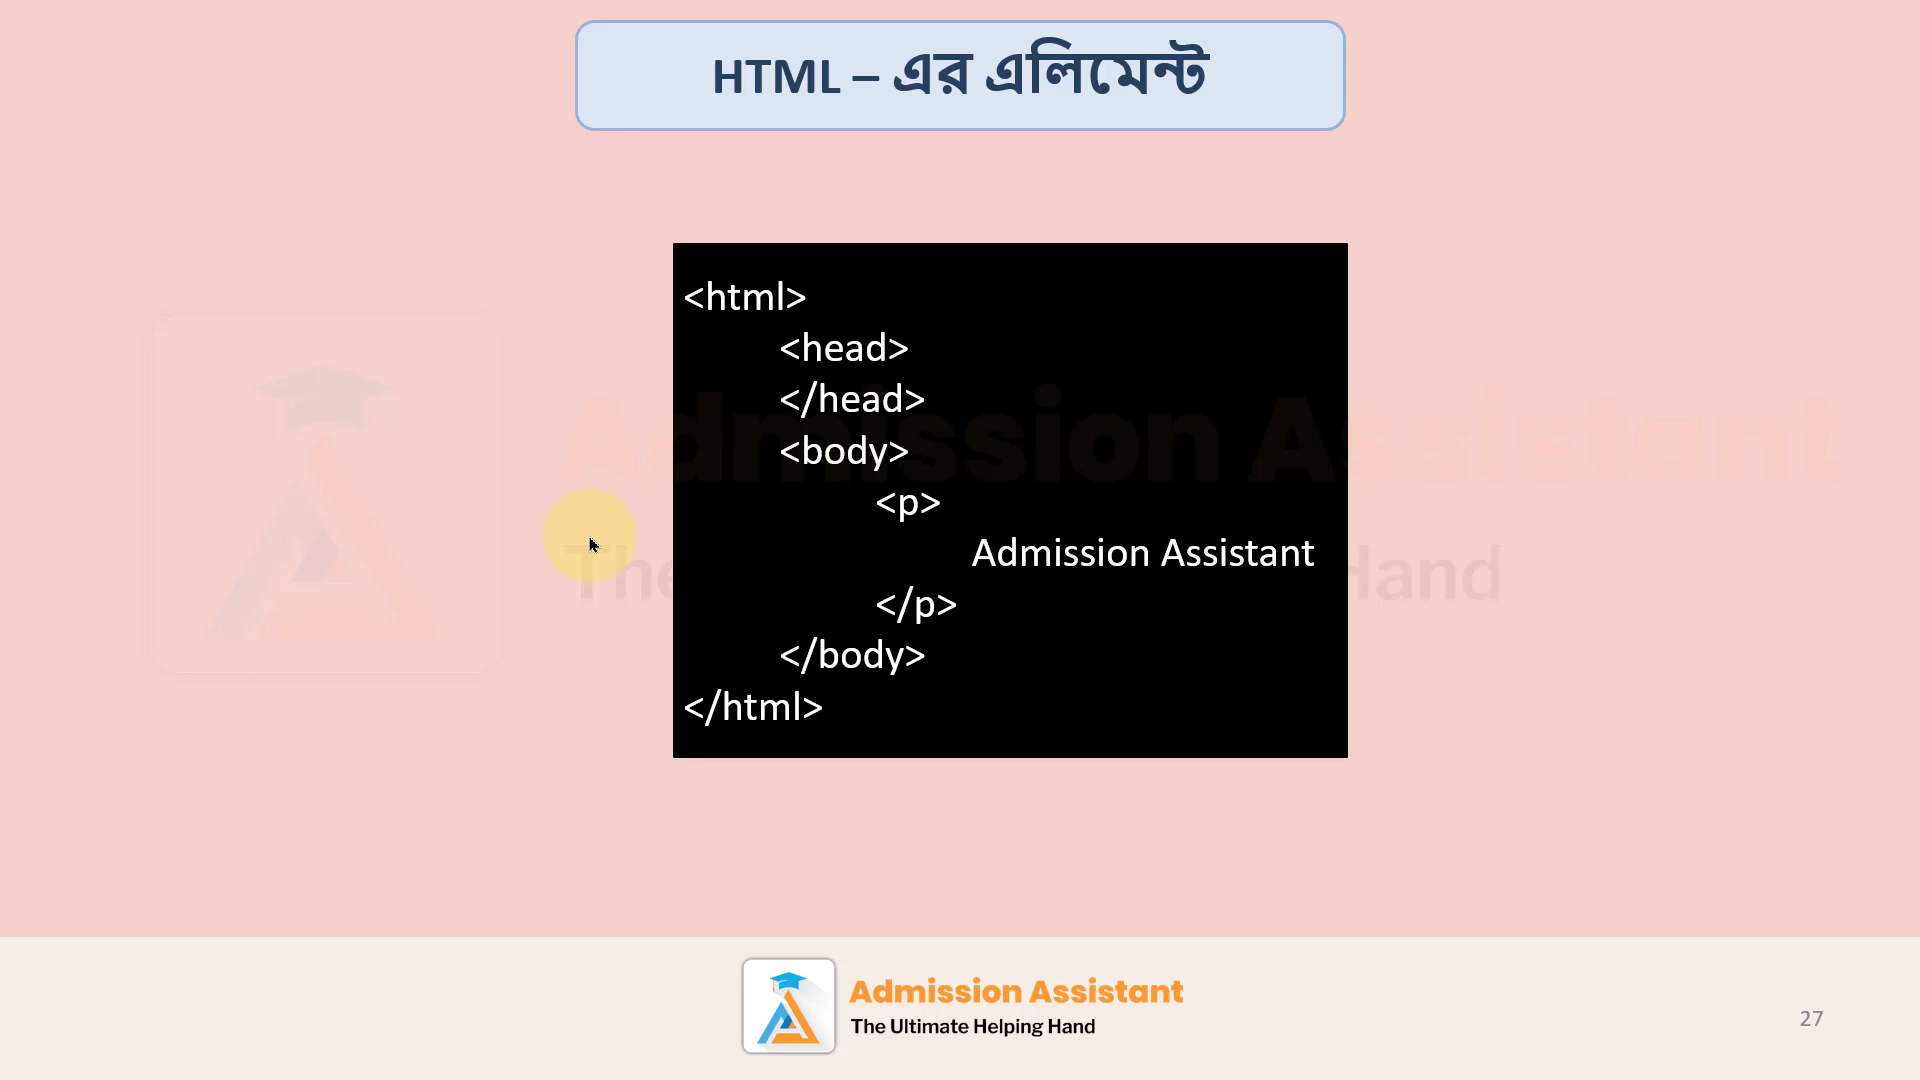 HTML – এর এলিমেন্ট
<html>
<head>
</head>
<body>
<p>
Admission Assistant
</p>
</body>
</html>
Admission Assistant
The Ultimate Helping Hand
27